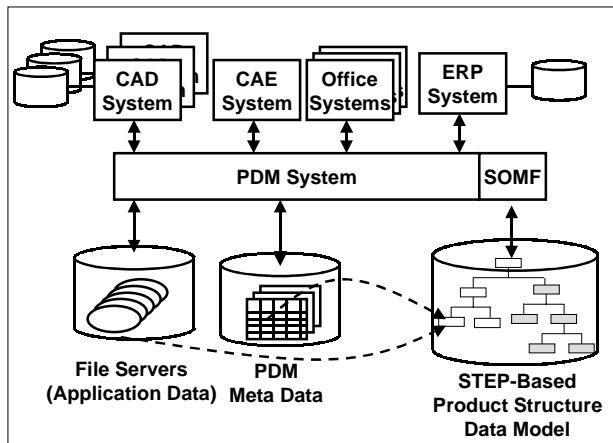 CAD
System
CAE
System
Office
Systems
ERP
System
PDM System
SOMF
File Servers
(Application Data)
PDM
Meta Data
STEP-Based
Product Structure
Data Model